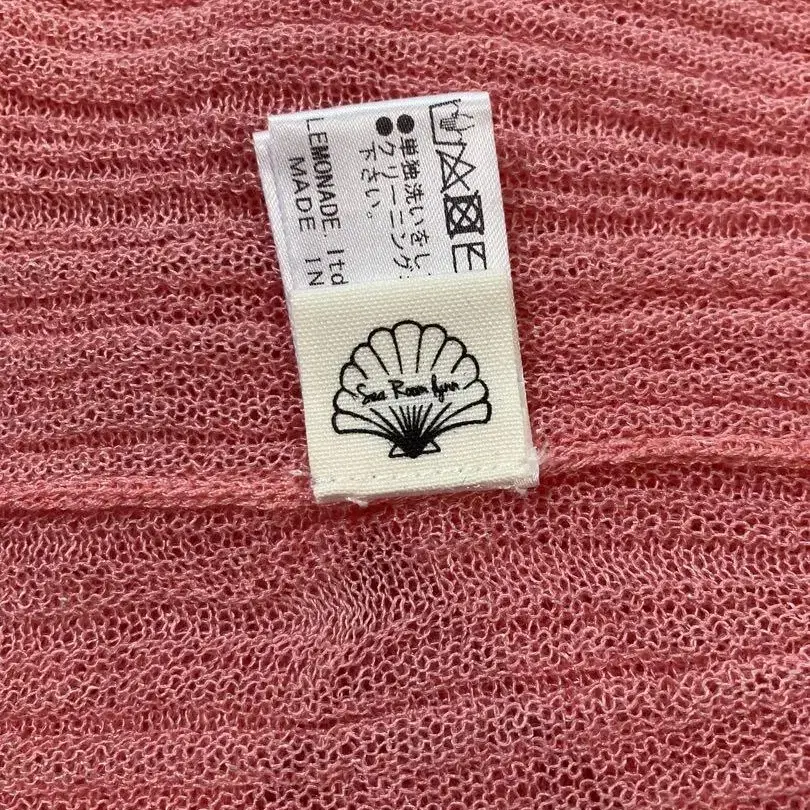 ●単独洗いをし
●クリーニング
下さい。
LEMONADE ltd
MADE IN
Sea Room lynn